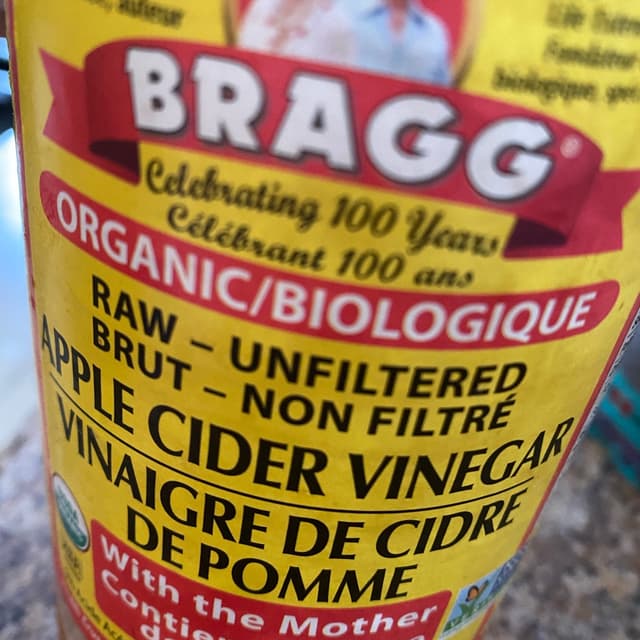 BRAGG
Celebrating 100 Years
Célébrant 100 ans
ORGANIC/BIOLOGIQUE
RAW – UNFILTERED
BRUT – NON FILTRÉ
APPLE CIDER VINEGAR
VINAIGRE DE CIDRE
DE POMME
With the Mother